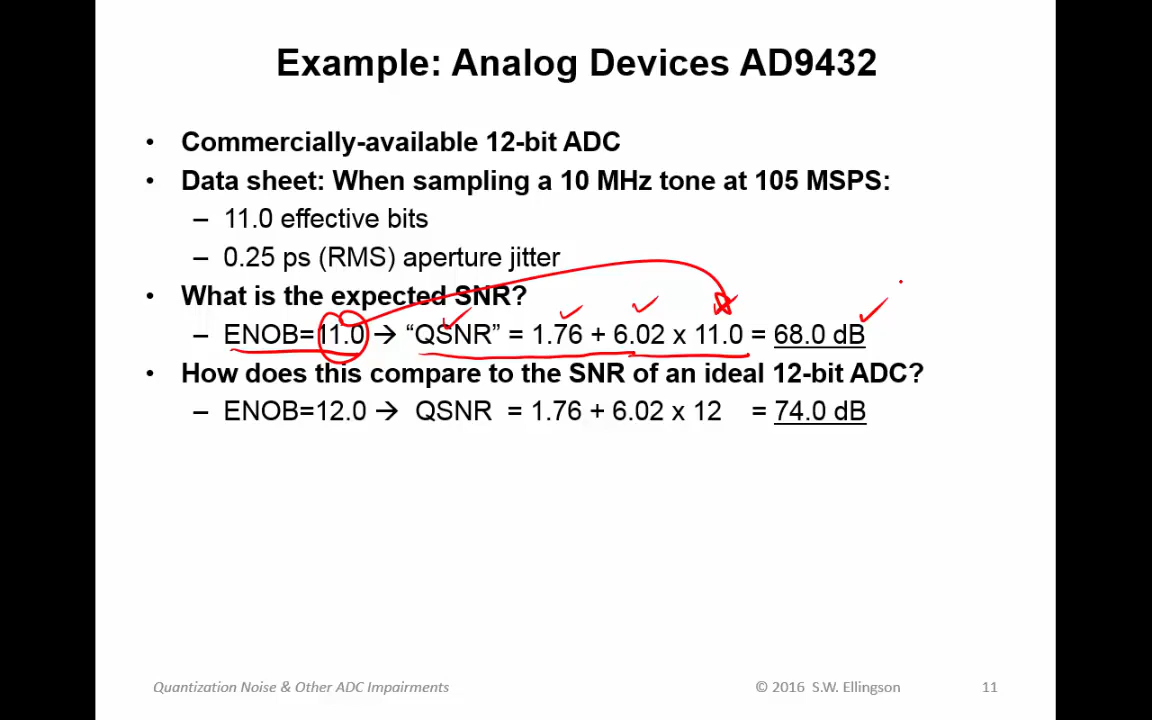 Example: Analog Devices AD9432
• Commercially-available 12-bit ADC
• Data sheet: When sampling a 10 MHz tone at 105 MSPS:
– 11.0 effective bits
– 0.25 ps (RMS) aperture jitter
• What is the expected SNR?
– ENOB=11.0 → “QSNR” = 1.76 + 6.02 x 11.0 = 68.0 dB
• How does this compare to the SNR of an ideal 12-bit ADC?
– ENOB=12.0 → QSNR = 1.76 + 6.02 x 12 = 74.0 dB
Quantization Noise & Other ADC Impairments © 2016 S.W. Ellingson 11